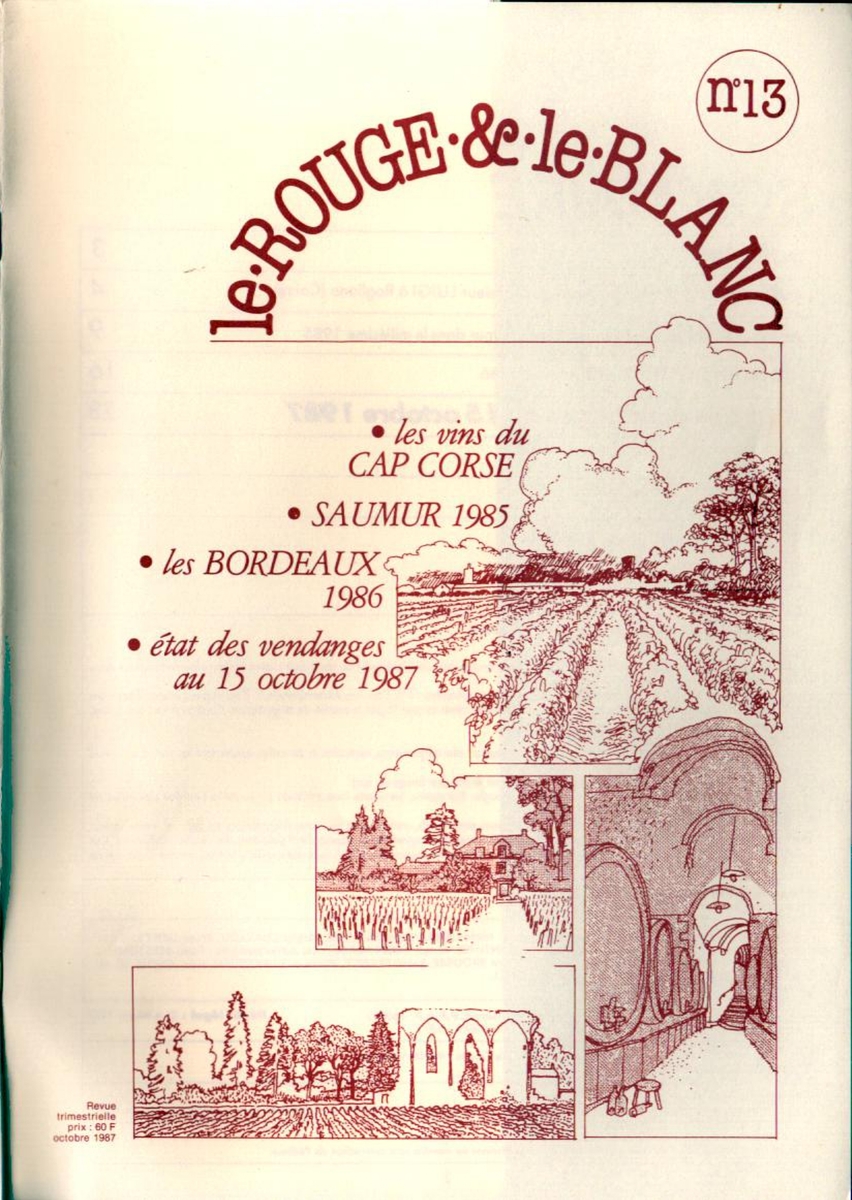 n°13
le·ROUGE·&·le·BLANC
• les vins du
CAP CORSE
• SAUMUR 1985
• les BORDEAUX
1986
• état des vendanges
au 15 octobre 1987
Revue
trimestrielle
prix : 60 F
octobre 1987